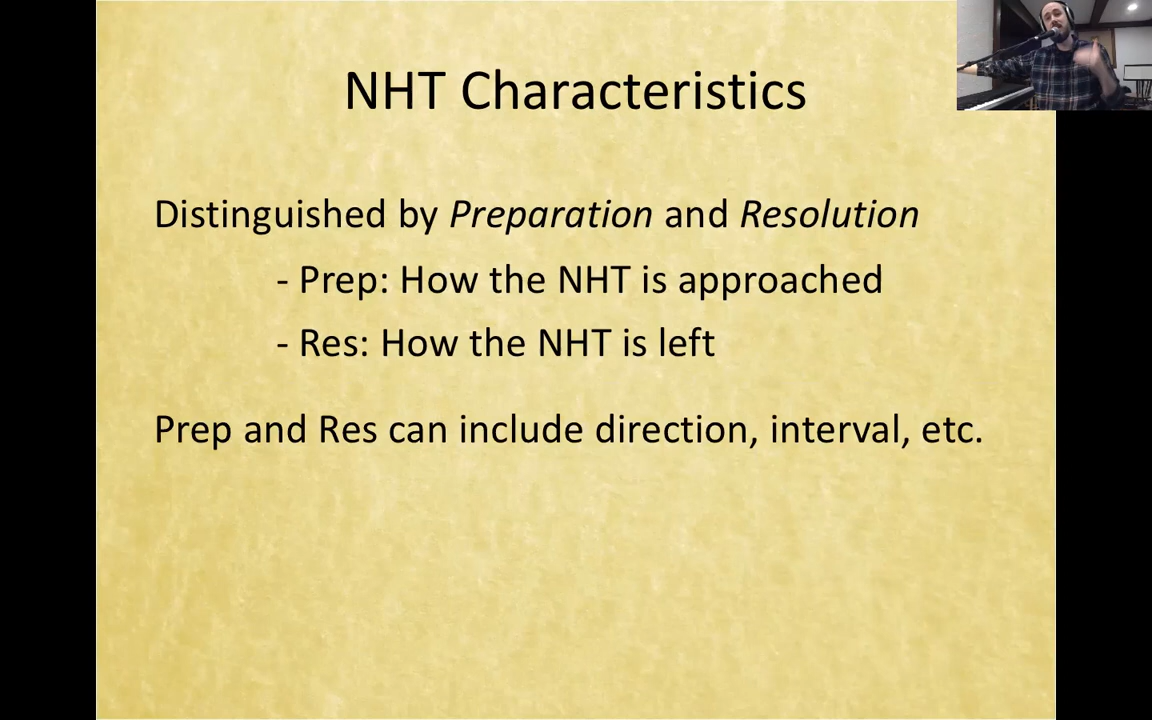 NHT Characteristics
Distinguished by Preparation and Resolution
- Prep: How the NHT is approached
- Res: How the NHT is left
Prep and Res can include direction, interval, etc.